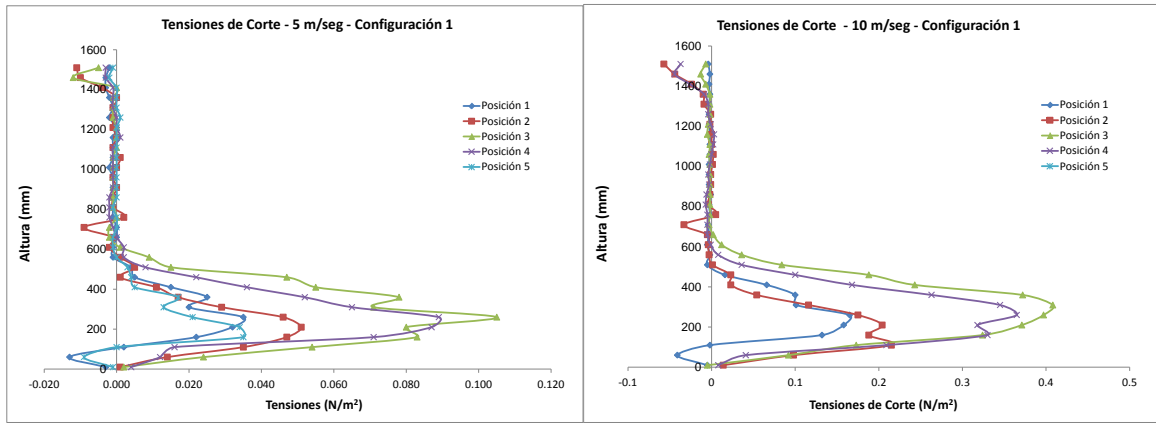 Tensiones de Corte - 5 m/seg - Configuración 1
1600
1400
1200
1000
800
600
400
200
0
Altura (mm)
-0.020 0.000 0.020 0.040 0.060 0.080 0.100 0.120
Tensiones (N/m²)
Posición 1
Posición 2
Posición 3
Posición 4
Posición 5
Tensiones de Corte - 10 m/seg - Configuración 1
1600
1400
1200
1000
800
600
400
200
0
Altura (mm)
-0.1 0 0.1 0.2 0.3 0.4 0.5
Tensiones de Corte (N/m²)
Posición 1
Posición 2
Posición 3
Posición 4
Posición 5